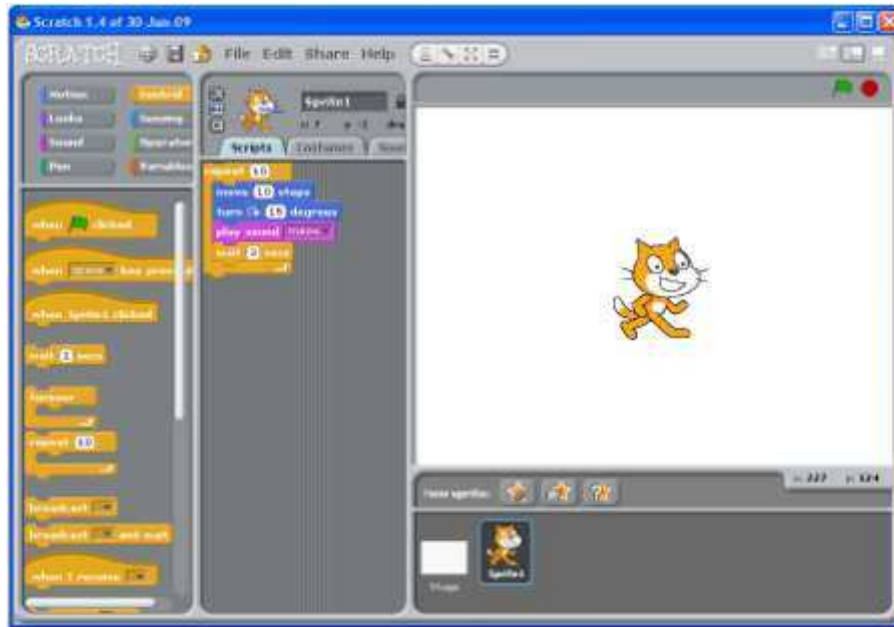 Scratch 1.4 of 30-Jun-09
SCRATCH File Edit Share Help
Motion Control
Looks Sensing
Sound Operators
Pen Variables
Sprite1
Scripts Costumes
repeat 10
move 10 steps
turn 15 degrees
play sound meow
wait 2 secs
when clicked
when key pressed
when Sprite1 clicked
wait 1 secs
forever
repeat 10
broadcast
broadcast and wait
when I receive
New sprite:
Stage
Sprite1